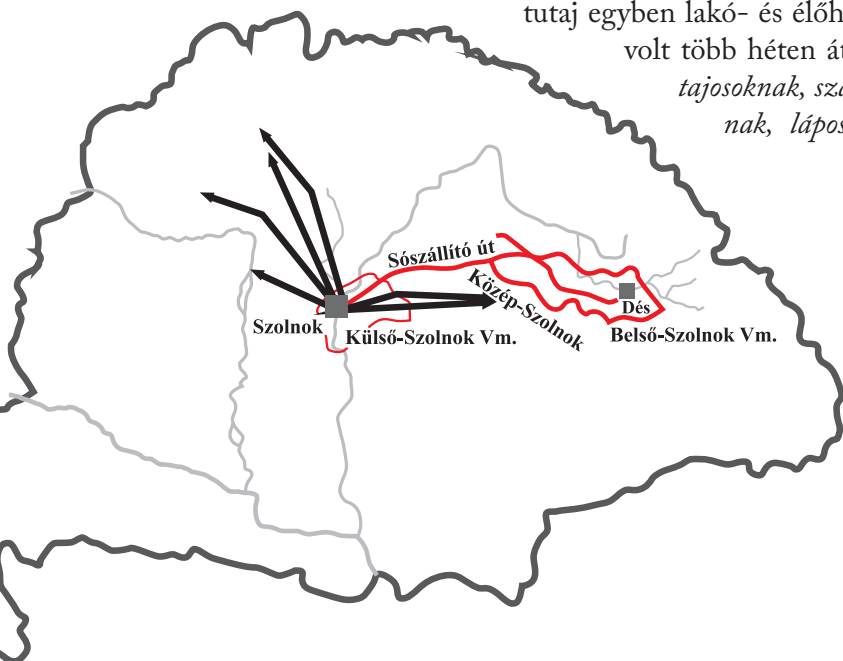 tutaj egyben lakó- és élőh
volt több héten át
tajosoknak, szá
nak, lápos
Sószállító út
Közép-Szolnok
Dés
Szolnok
Külső-Szolnok Vm.
Belső-Szolnok Vm.